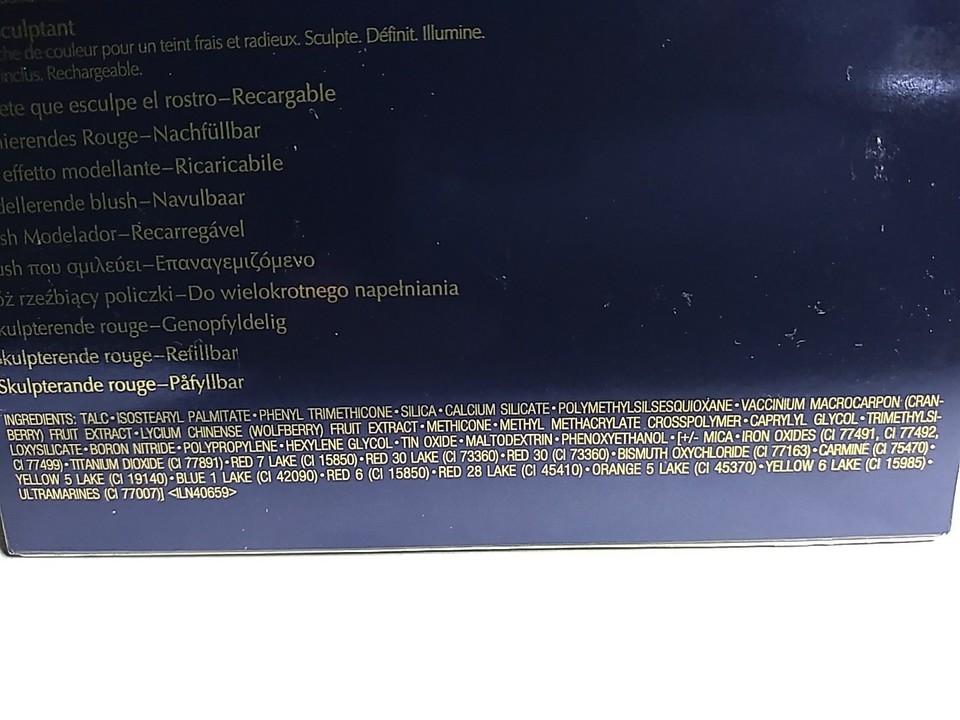 culptant
che de couleur pour un teint frais et radieux. Sculpte. Définit. Illumine.
inclus. Rechargeable.
ete que esculpe el rostro–Recargable
nierendes Rouge–Nachfüllbar
effetto modellante–Ricaricabile
dellerende blush–Navulbaar
sh Modelador–Recarregável
ush που σμιλεύει–Επαναγεμιζόμενο
óż rzeźbiący policzki–Do wielokrotnego napełniania
kulpterende rouge–Genopfyldelig
Skulpterende rouge–Refillbar
Skulpterande rouge–Påfyllbar
INGREDIENTS: TALC•ISOSTEARYL PALMITATE•PHENYL TRIMETHICONE•SILICA•CALCIUM SILICATE•POLYMETHYLSILSESQUIOXANE•VACCINIUM MACROCARPON (CRAN-
BERRY) FRUIT EXTRACT•LYCIUM CHINENSE (WOLFBERRY) FRUIT EXTRACT•METHICONE•METHYL METHACRYLATE CROSSPOLYMER•CAPRYLYL GLYCOL•TRIMETHYLSI-
LOXYSILICATE•BORON NITRIDE•POLYPROPYLENE•HEXYLENE GLYCOL•TIN OXIDE•MALTODEXTRIN•PHENOXYETHANOL•[+/- MICA•IRON OXIDES (CI 77491, CI 77492,
CI 77499)•TITANIUM DIOXIDE (CI 77891)•RED 7 LAKE (CI 15850)•RED 30 LAKE (CI 73360)•RED 30 (CI 73360)•BISMUTH OXYCHLORIDE (CI 77163)•CARMINE (CI 75470)•
YELLOW 5 LAKE (CI 19140)•BLUE 1 LAKE (CI 42090)•RED 6 (CI 15850)•RED 28 LAKE (CI 45410)•ORANGE 5 LAKE (CI 45370)•YELLOW 6 LAKE (CI 15985)•
ULTRAMARINES (CI 77007)] <ILN40659>